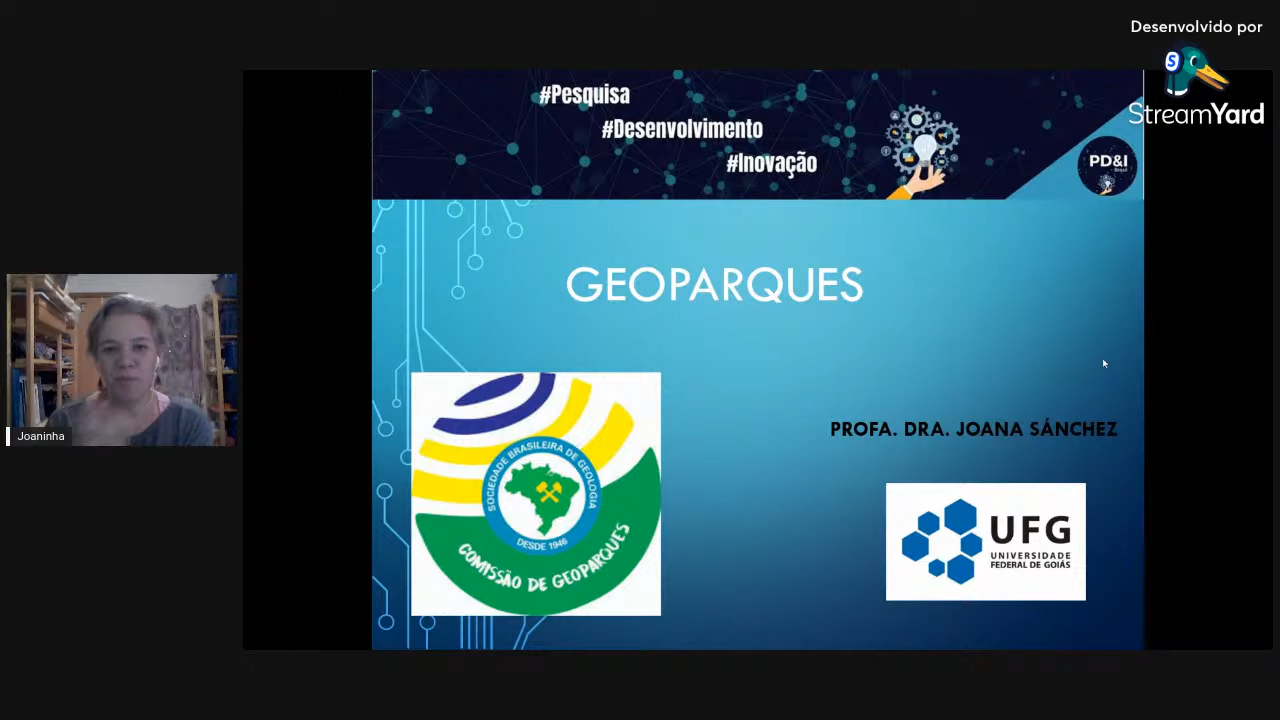 Desenvolvido por
StreamYard
#Pesquisa
#Desenvolvimento
#Inovação
PD&I
Brasil
GEOPARQUES
PROFA. DRA. JOANA SÁNCHEZ
SOCIEDADE BRASILEIRA DE GEOLOGIA
DESDE 1946
COMISSÃO DE GEOPARQUES
UFG
UNIVERSIDADE
FEDERAL DE GOIÁS
Joaninha